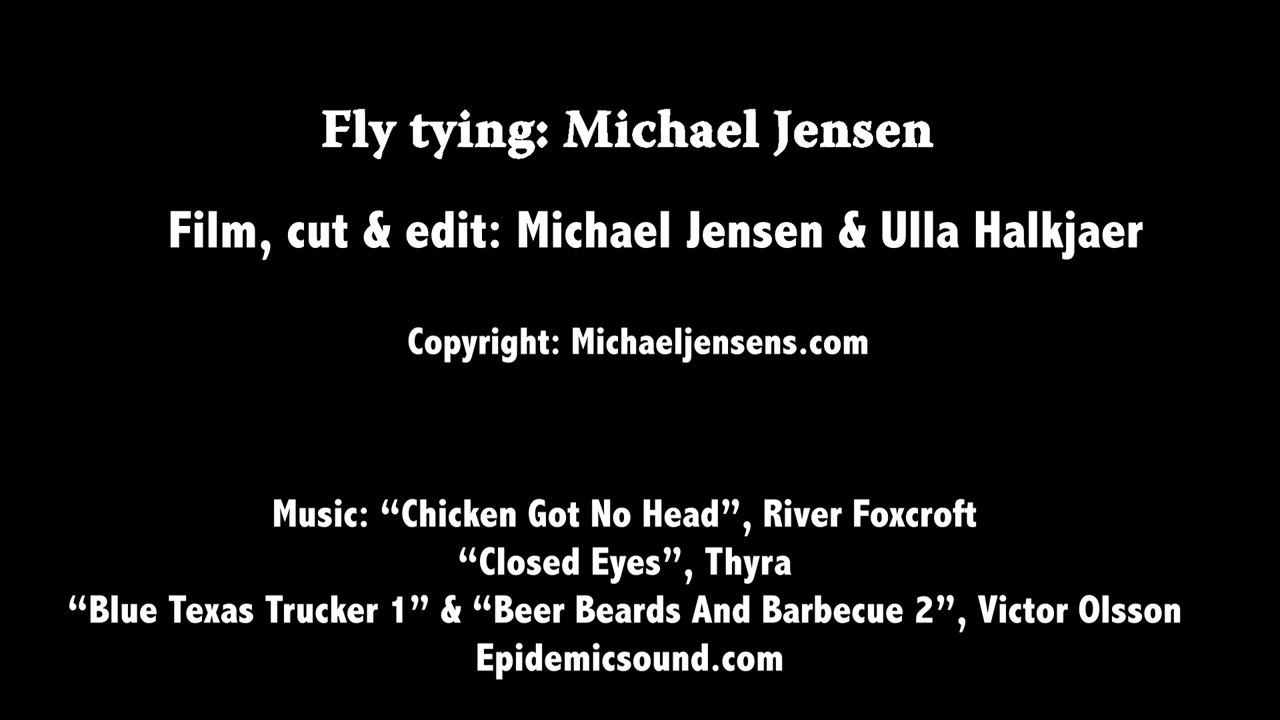 Fly tying: Michael Jensen
Film, cut & edit: Michael Jensen & Ulla Halkjaer
Copyright: Michaeljensens.com
Music: “Chicken Got No Head”, River Foxcroft
“Closed Eyes”, Thyra
“Blue Texas Trucker 1” & “Beer Beards And Barbecue 2”, Victor Olsson
Epidemicsound.com